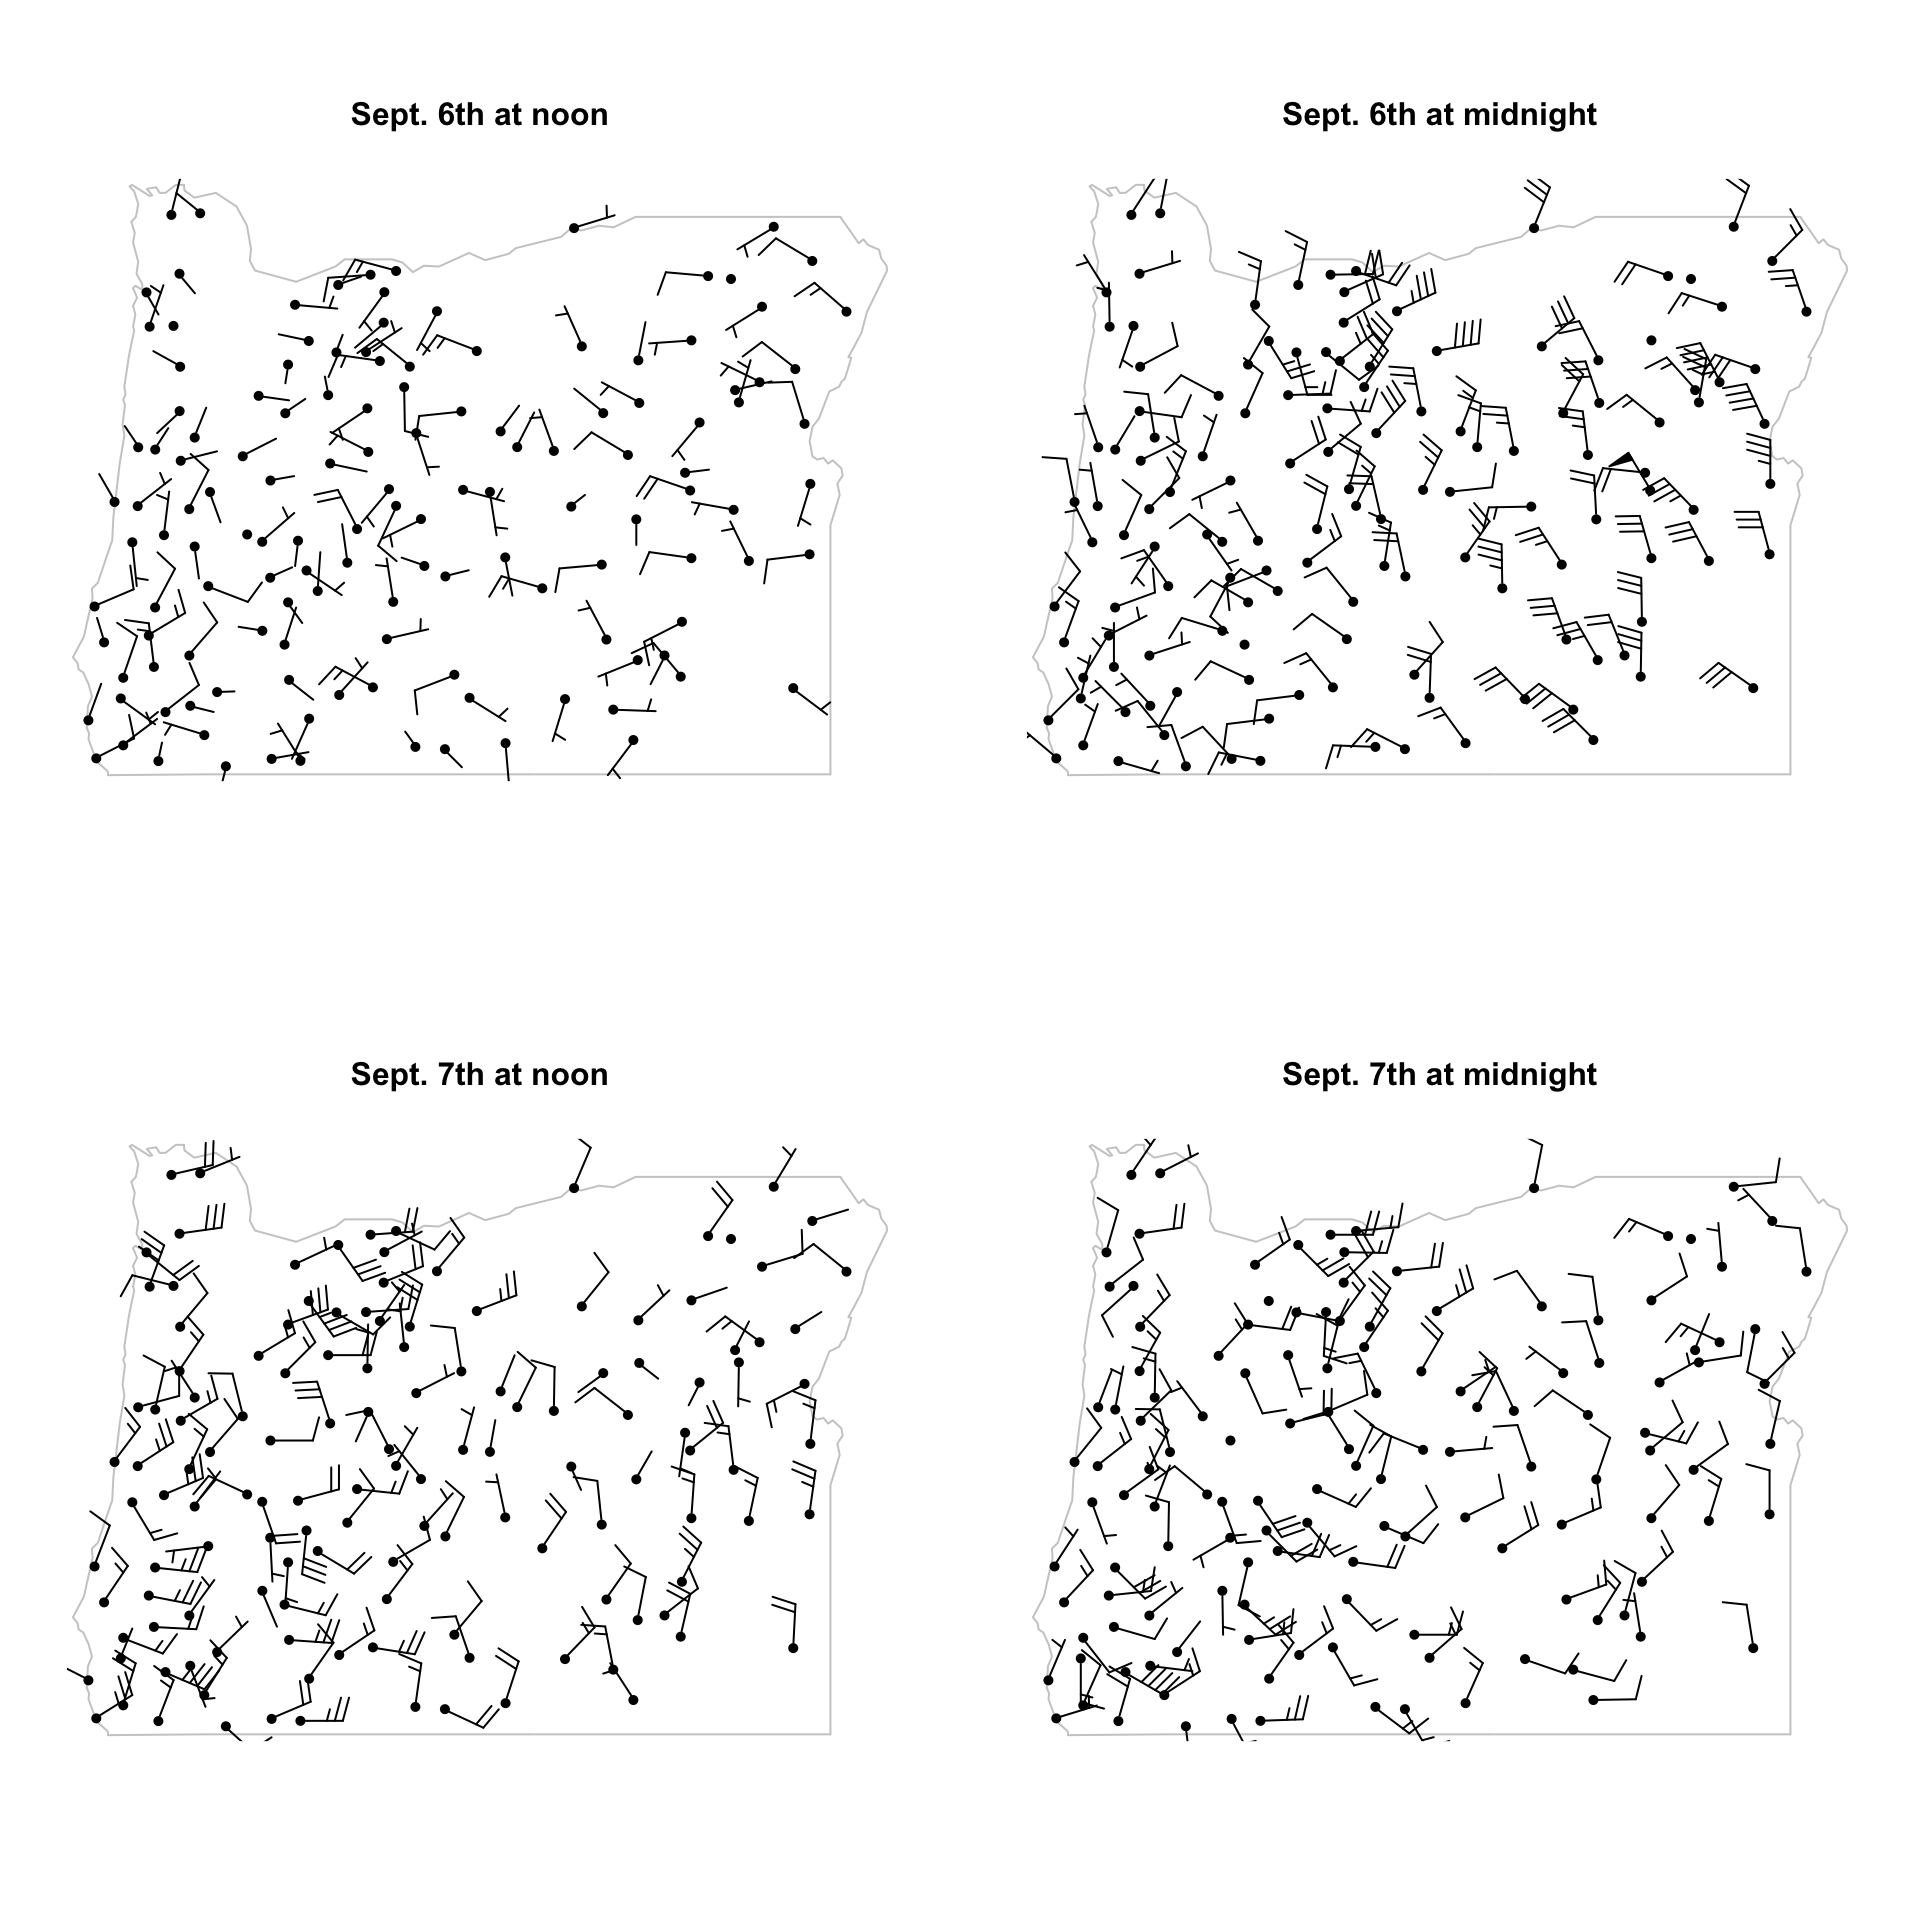 Sept. 6th at noon
Sept. 6th at midnight
Sept. 7th at noon
Sept. 7th at midnight